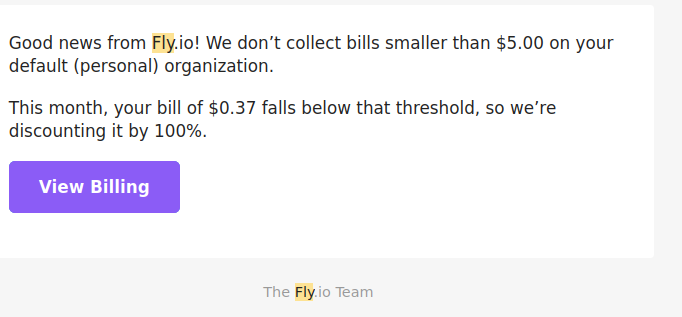 Good news from Fly.io! We don’t collect bills smaller than $5.00 on your
default (personal) organization.
This month, your bill of $0.37 falls below that threshold, so we’re
discounting it by 100%.
View Billing
The Fly.io Team